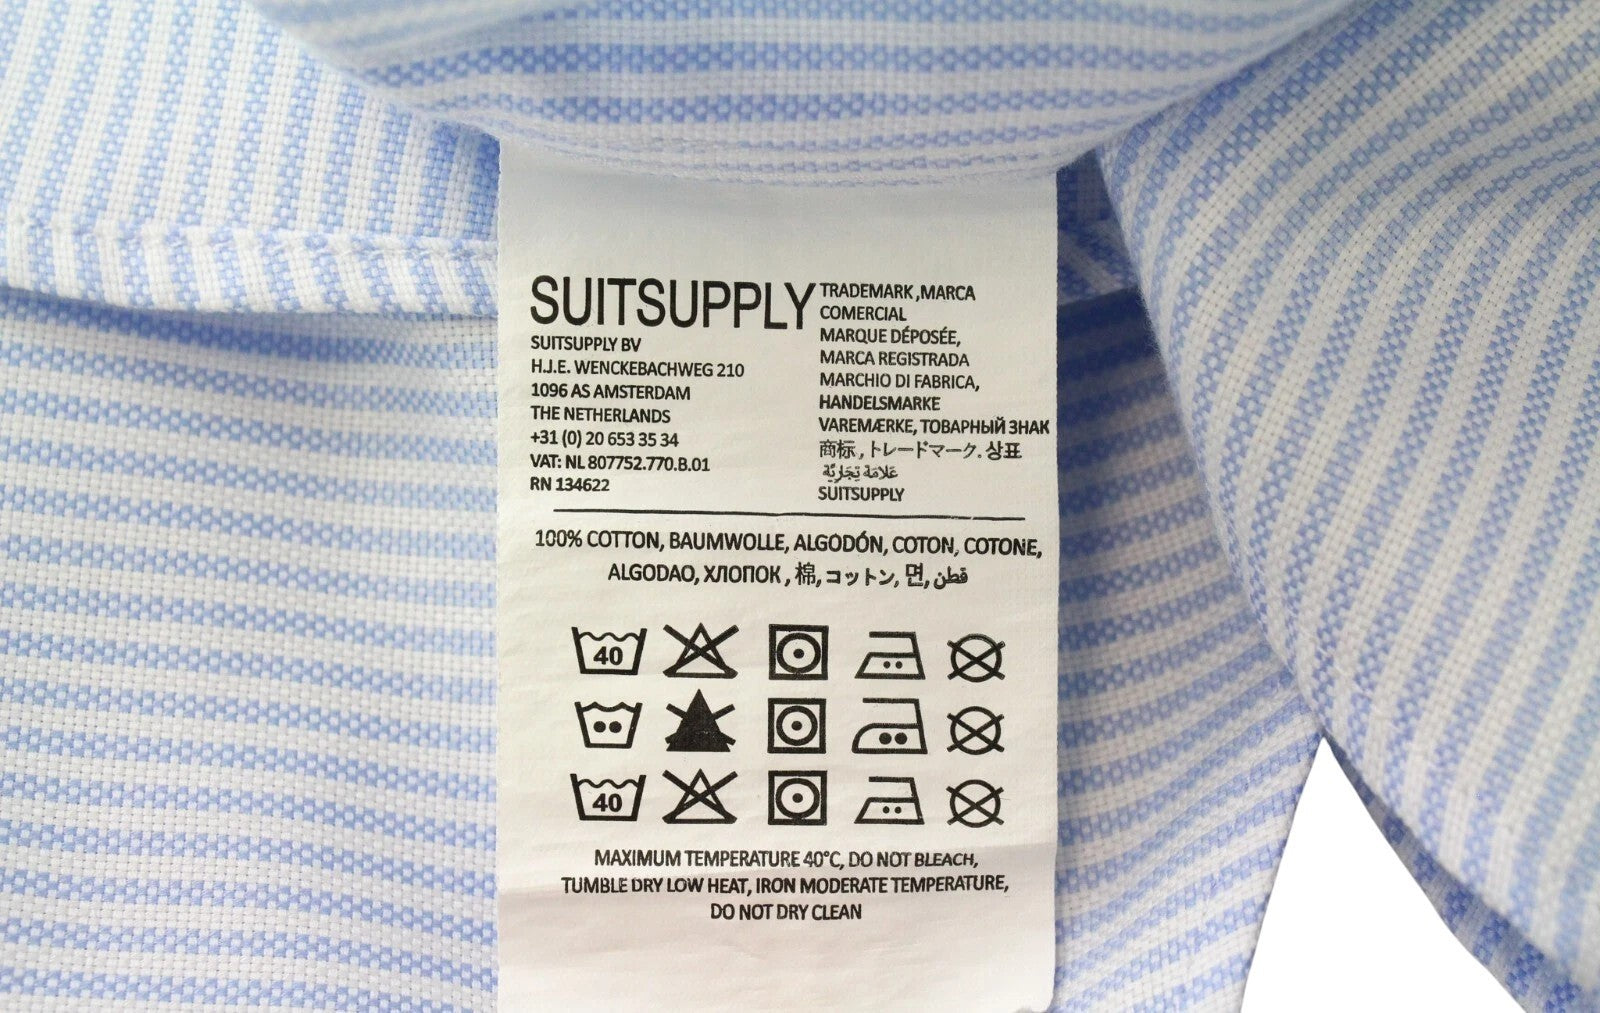 SUITSUPPLY
SUITSUPPLY BV
H.J.E. WENCKEBACHWEG 210
1096 AS AMSTERDAM
THE NETHERLANDS
+31 (0) 20 653 35 34
VAT: NL 807752.770.B.01
RN 134622
TRADEMARK ,MARCA
COMERCIAL
MARQUE DÉPOSÉE,
MARCA REGISTRADA
MARCHIO DI FABRICA,
HANDELSMARKE
VAREMÆRKE, ТОВАРНЫЙ ЗНАК
商标 , トレードマーク. 상표
عَلامَة تِجَارِيَّة
SUITSUPPLY
100% COTTON, BAUMWOLLE, ALGODÓN, COTON, COTONE,
ALGODAO, ХЛОПОК , 棉, コットン, 면, قطن
40
40
MAXIMUM TEMPERATURE 40°C, DO NOT BLEACH,
TUMBLE DRY LOW HEAT, IRON MODERATE TEMPERATURE,
DO NOT DRY CLEAN